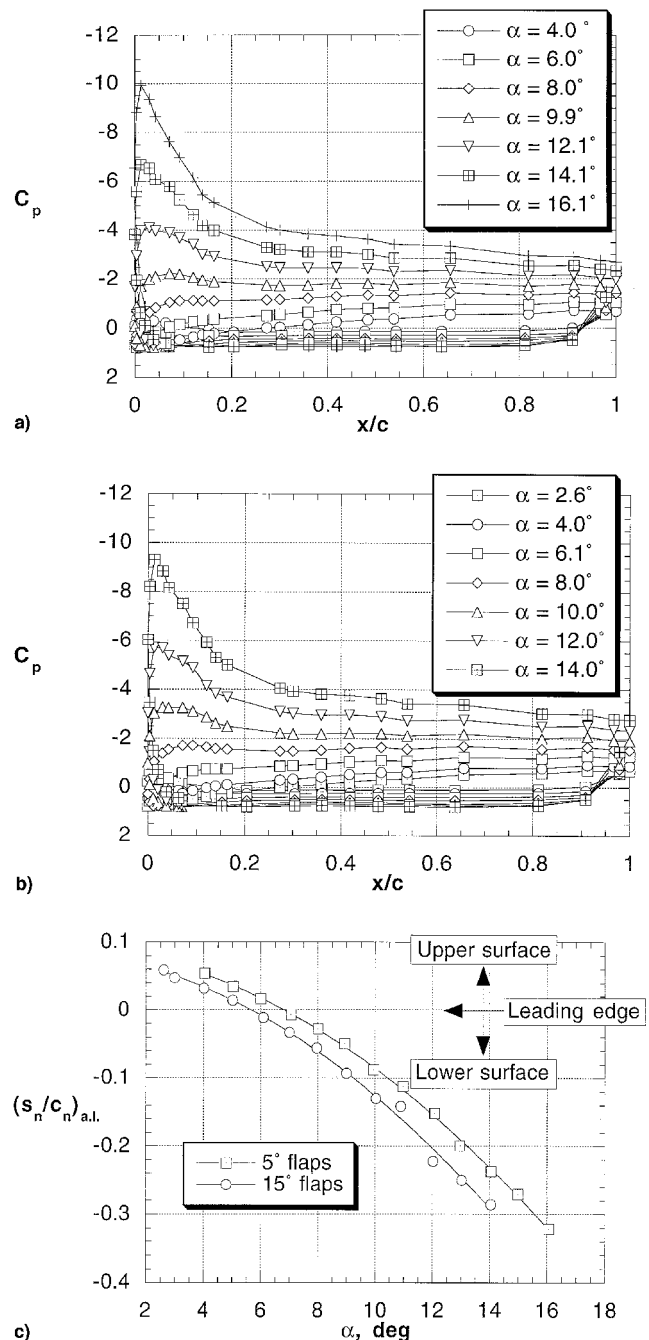 -12
-10
-8
-6
-4
-2
0
2
C_p
α = 4.0 °
α = 6.0°
α = 8.0°
α = 9.9°
α = 12.1°
α = 14.1°
α = 16.1°
0 0.2 0.4 0.6 0.8 1
x/c
a)
-12
-10
-8
-6
-4
-2
0
2
C_p
α = 2.6°
α = 4.0°
α = 6.1°
α = 8.0°
α = 10.0°
α = 12.0°
α = 14.0°
0 0.2 0.4 0.6 0.8 1
x/c
b)
0.1
0
-0.1
-0.2
-0.3
-0.4
(s_n/c_n)_a.l.
Upper surface
Leading edge
Lower surface
5° flaps
15° flaps
2 4 6 8 10 12 14 16 18
α, deg
c)